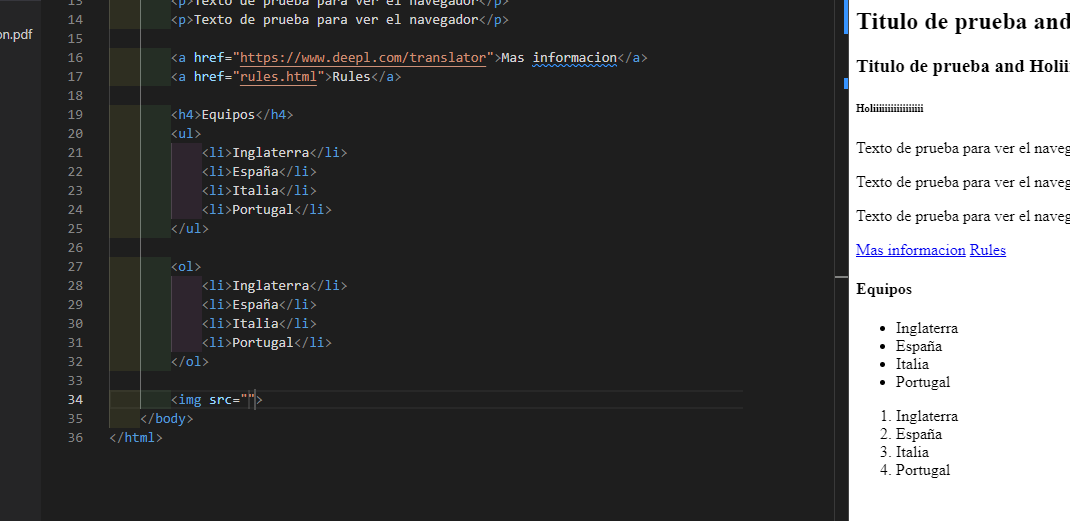 on.pdf
13 <p>Texto de prueba para ver el navegador</p>
14 <p>Texto de prueba para ver el navegador</p>
15
16 <a href="https://www.deepl.com/translator">Mas informacion</a>
17 <a href="rules.html">Rules</a>
18
19 <h4>Equipos</h4>
20 <ul>
21 <li>Inglaterra</li>
22 <li>España</li>
23 <li>Italia</li>
24 <li>Portugal</li>
25 </ul>
26
27 <ol>
28 <li>Inglaterra</li>
29 <li>España</li>
30 <li>Italia</li>
31 <li>Portugal</li>
32 </ol>
33
34 <img src="">
35 </body>
36 </html>
Titulo de prueba and
Titulo de prueba and Holii
Texto de prueba para ver el naveg
Texto de prueba para ver el naveg
Texto de prueba para ver el naveg
Mas informacion Rules
Equipos
• Inglaterra
• España
• Italia
• Portugal
1. Inglaterra
2. España
3. Italia
4. Portugal